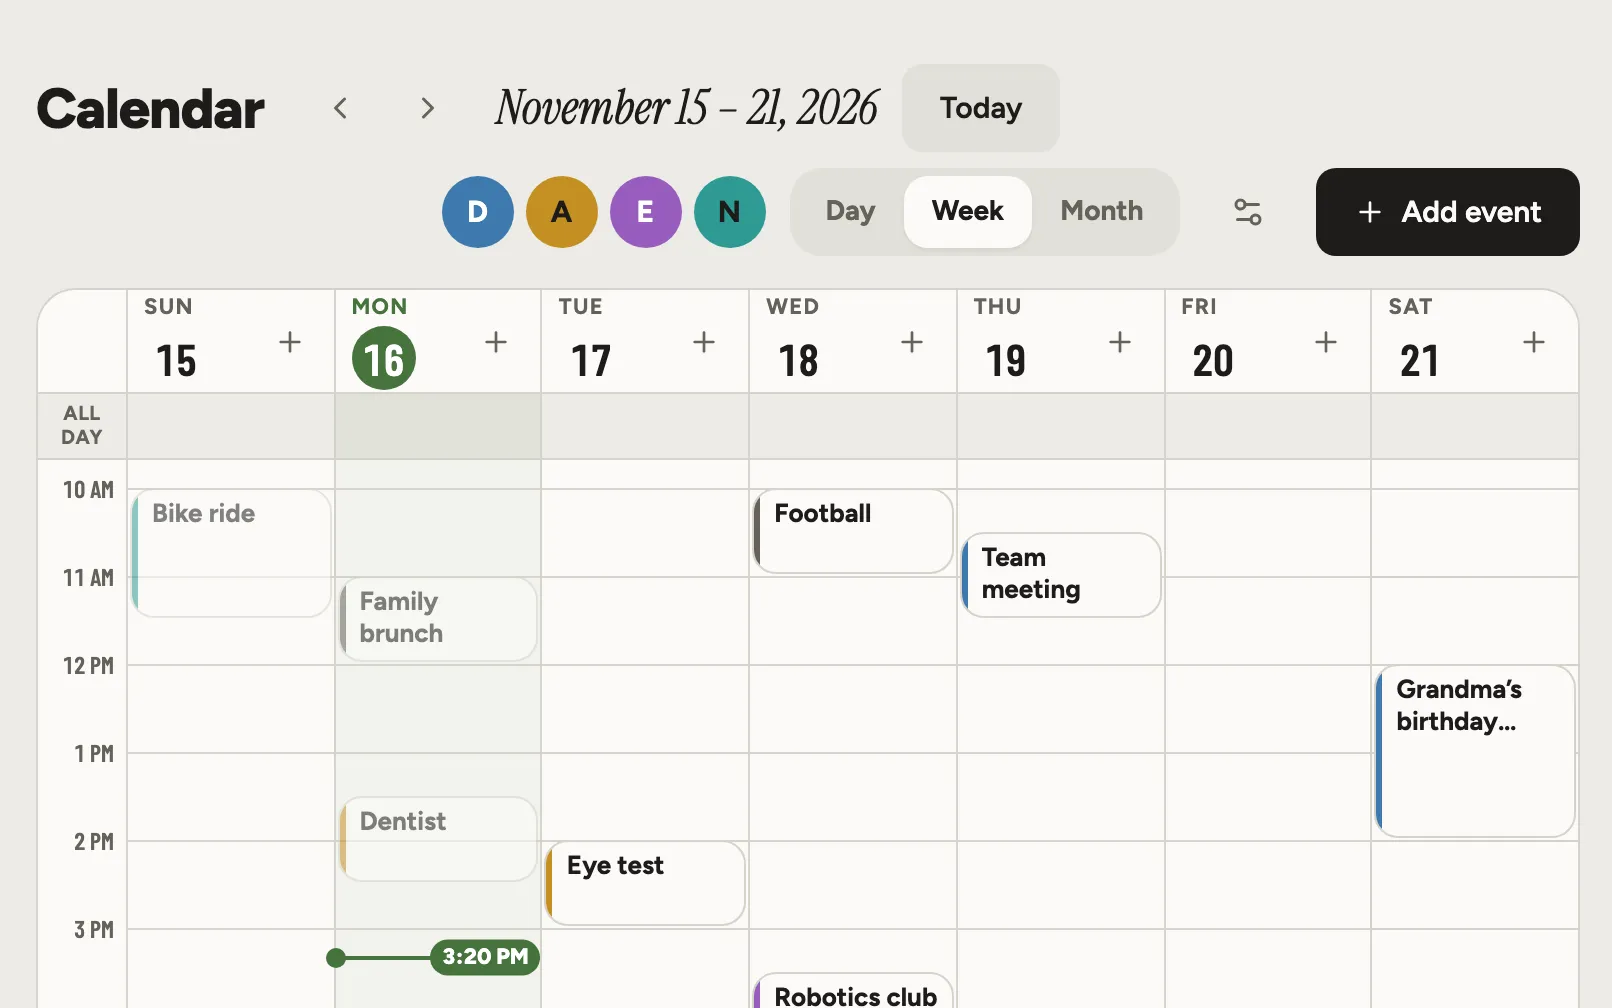 Calendar
November 15 – 21, 2026
Today
D
A
E
N
Day
Week
Month
+ Add event
SUN
15
MON
16
TUE
17
WED
18
THU
19
FRI
20
SAT
21
ALL
DAY
10 AM
Bike ride
Football
Team
meeting
11 AM
Family
brunch
12 PM
Grandma’s
birthday...
1 PM
Dentist
2 PM
Eye test
3 PM
3:20 PM
Robotics club